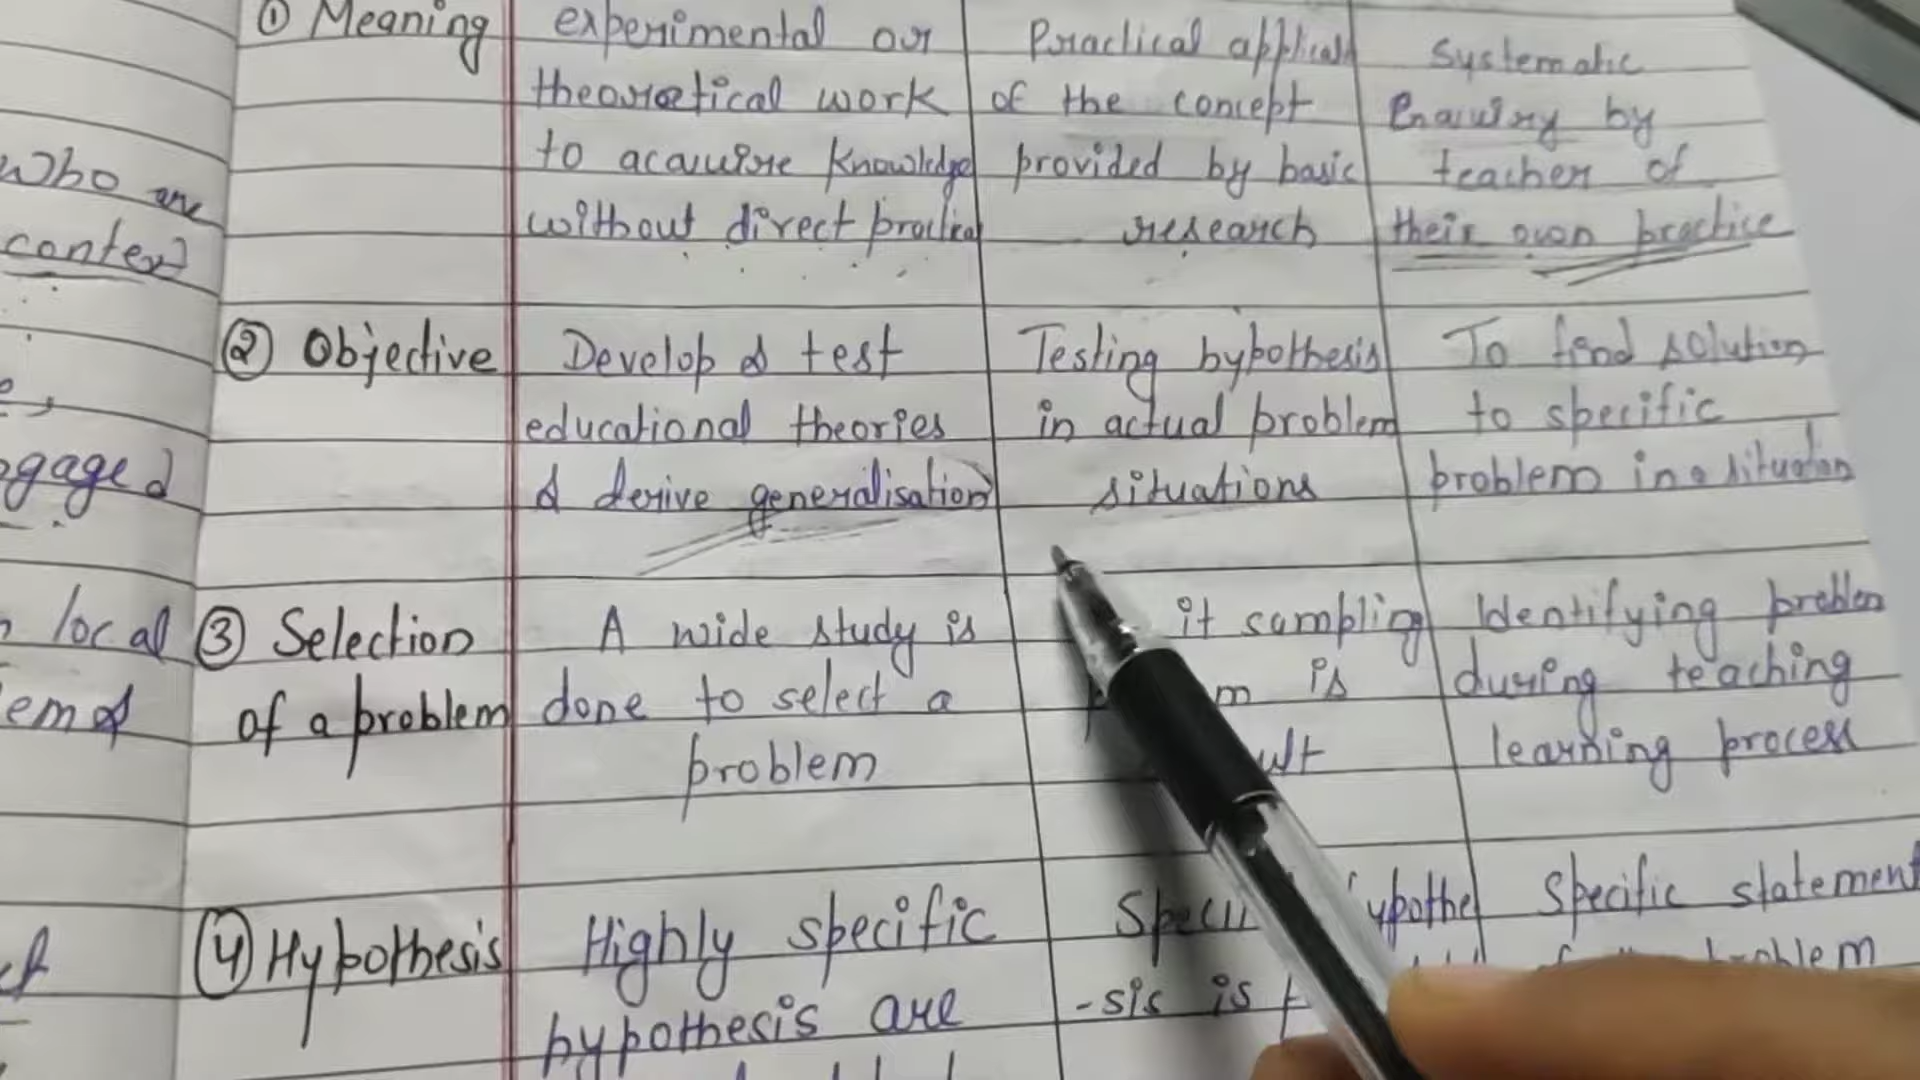 ① Meaning
experimental or
theoretical work
to acquire knowledge
without direct practical
Practical applicati
of the concept
provided by basic
research
Systematic
Enquiry by
teacher of
their own practice
② Objective
Develop & test
educational theories
& derive generalisation
Testing hypothesis
in actual problem
situations
To find solution
to specific
problem in a situation
③ Selection
of a problem
A wide study is
done to select a
problem
it sampling
is
Identifying problem
during teaching
learning process
④ Hypothesis
Highly specific
hypothesis are
-sis is
Specific statement
problem
who are
context
local